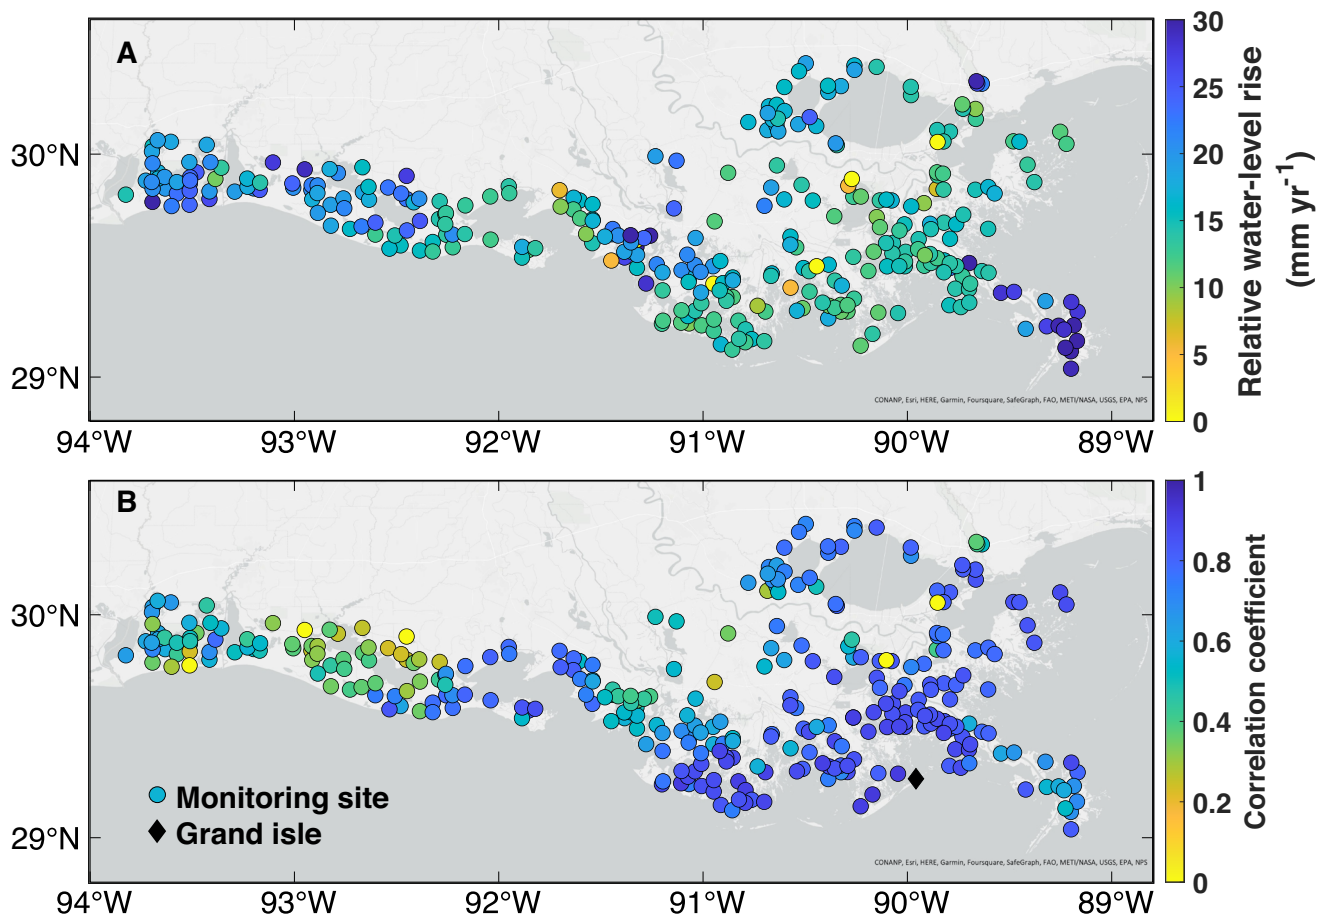 A
30°N
29°N
94°W 93°W 92°W 91°W 90°W 89°W
CONANP, Esri, HERE, Garmin, Foursquare, SafeGraph, FAO, METI/NASA, USGS, EPA, NPS
30
25
20
15
10
5
0
Relative water-level rise
(mm yr-1)
B
30°N
29°N
Monitoring site
Grand isle
94°W 93°W 92°W 91°W 90°W 89°W
CONANP, Esri, HERE, Garmin, Foursquare, SafeGraph, FAO, METI/NASA, USGS, EPA, NPS
1
0.8
0.6
0.4
0.2
0
Correlation coefficient